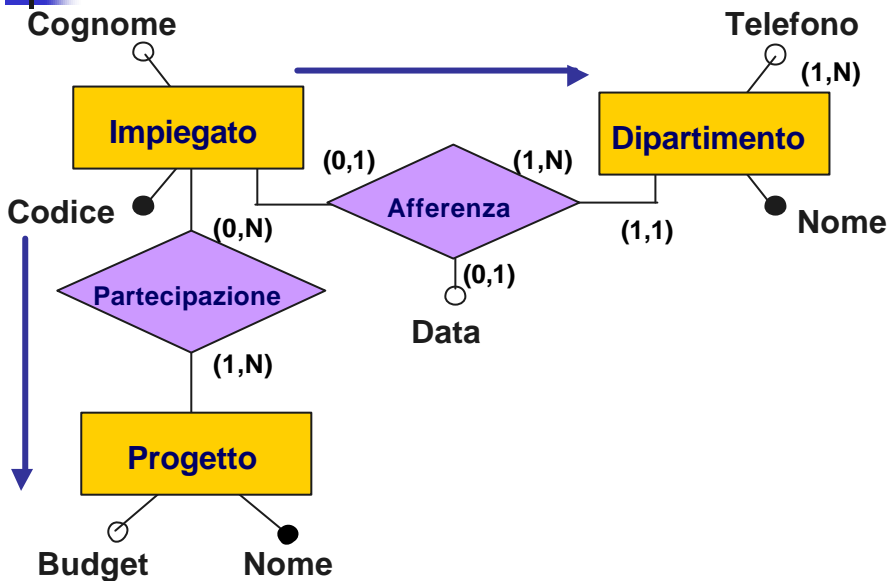 Cognome
Telefono
(1,N)
Impiegato
Dipartimento
(0,1)
(1,N)
Codice
Afferenza
Nome
(0,N)
(1,1)
Partecipazione
(0,1)
Data
(1,N)
Progetto
Budget
Nome